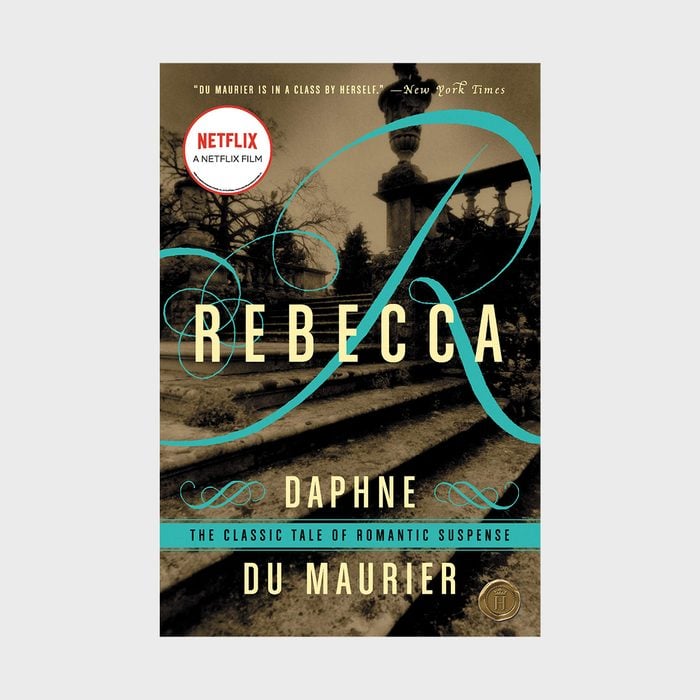 "DU MAURIER IS IN A CLASS BY HERSELF." —New York Times
NETFLIX
A NETFLIX FILM
R
REBECCA
DAPHNE
THE CLASSIC TALE OF ROMANTIC SUSPENSE
DU MAURIER
H